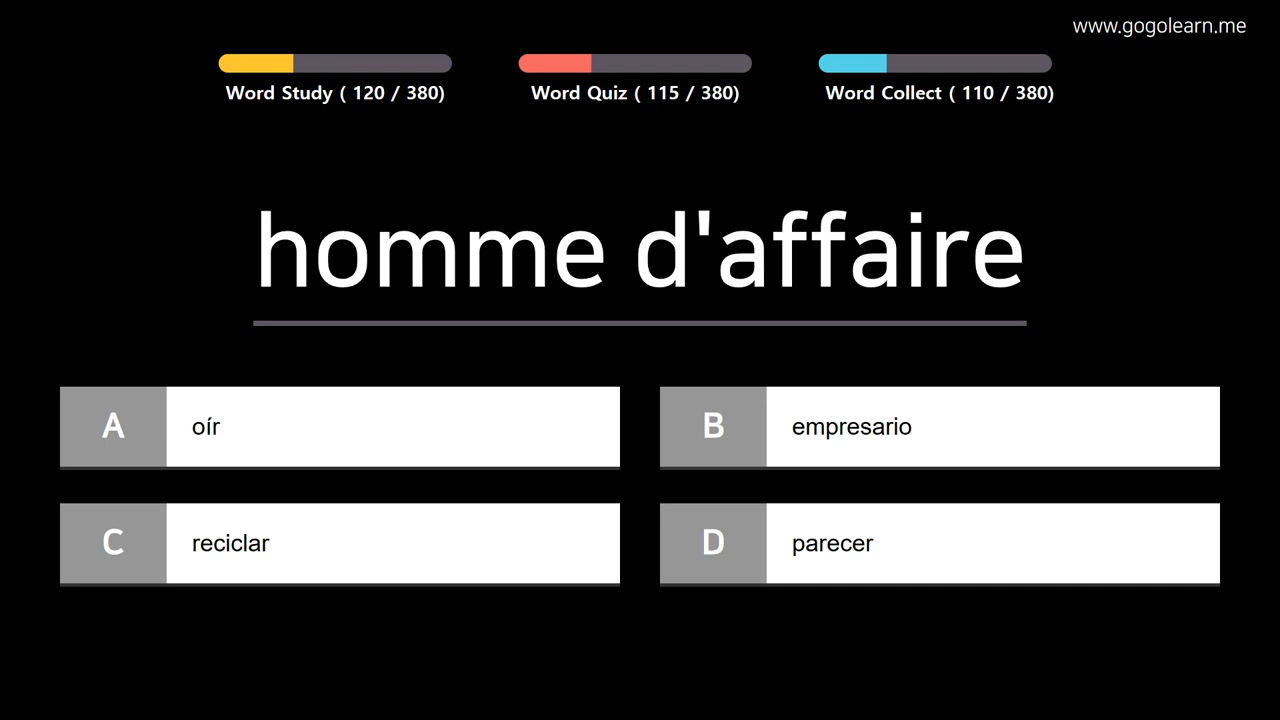 www.gogolearn.me
Word Study ( 120 / 380)
Word Quiz ( 115 / 380)
Word Collect ( 110 / 380)
homme d'affaire
A oír
B empresario
C reciclar
D parecer